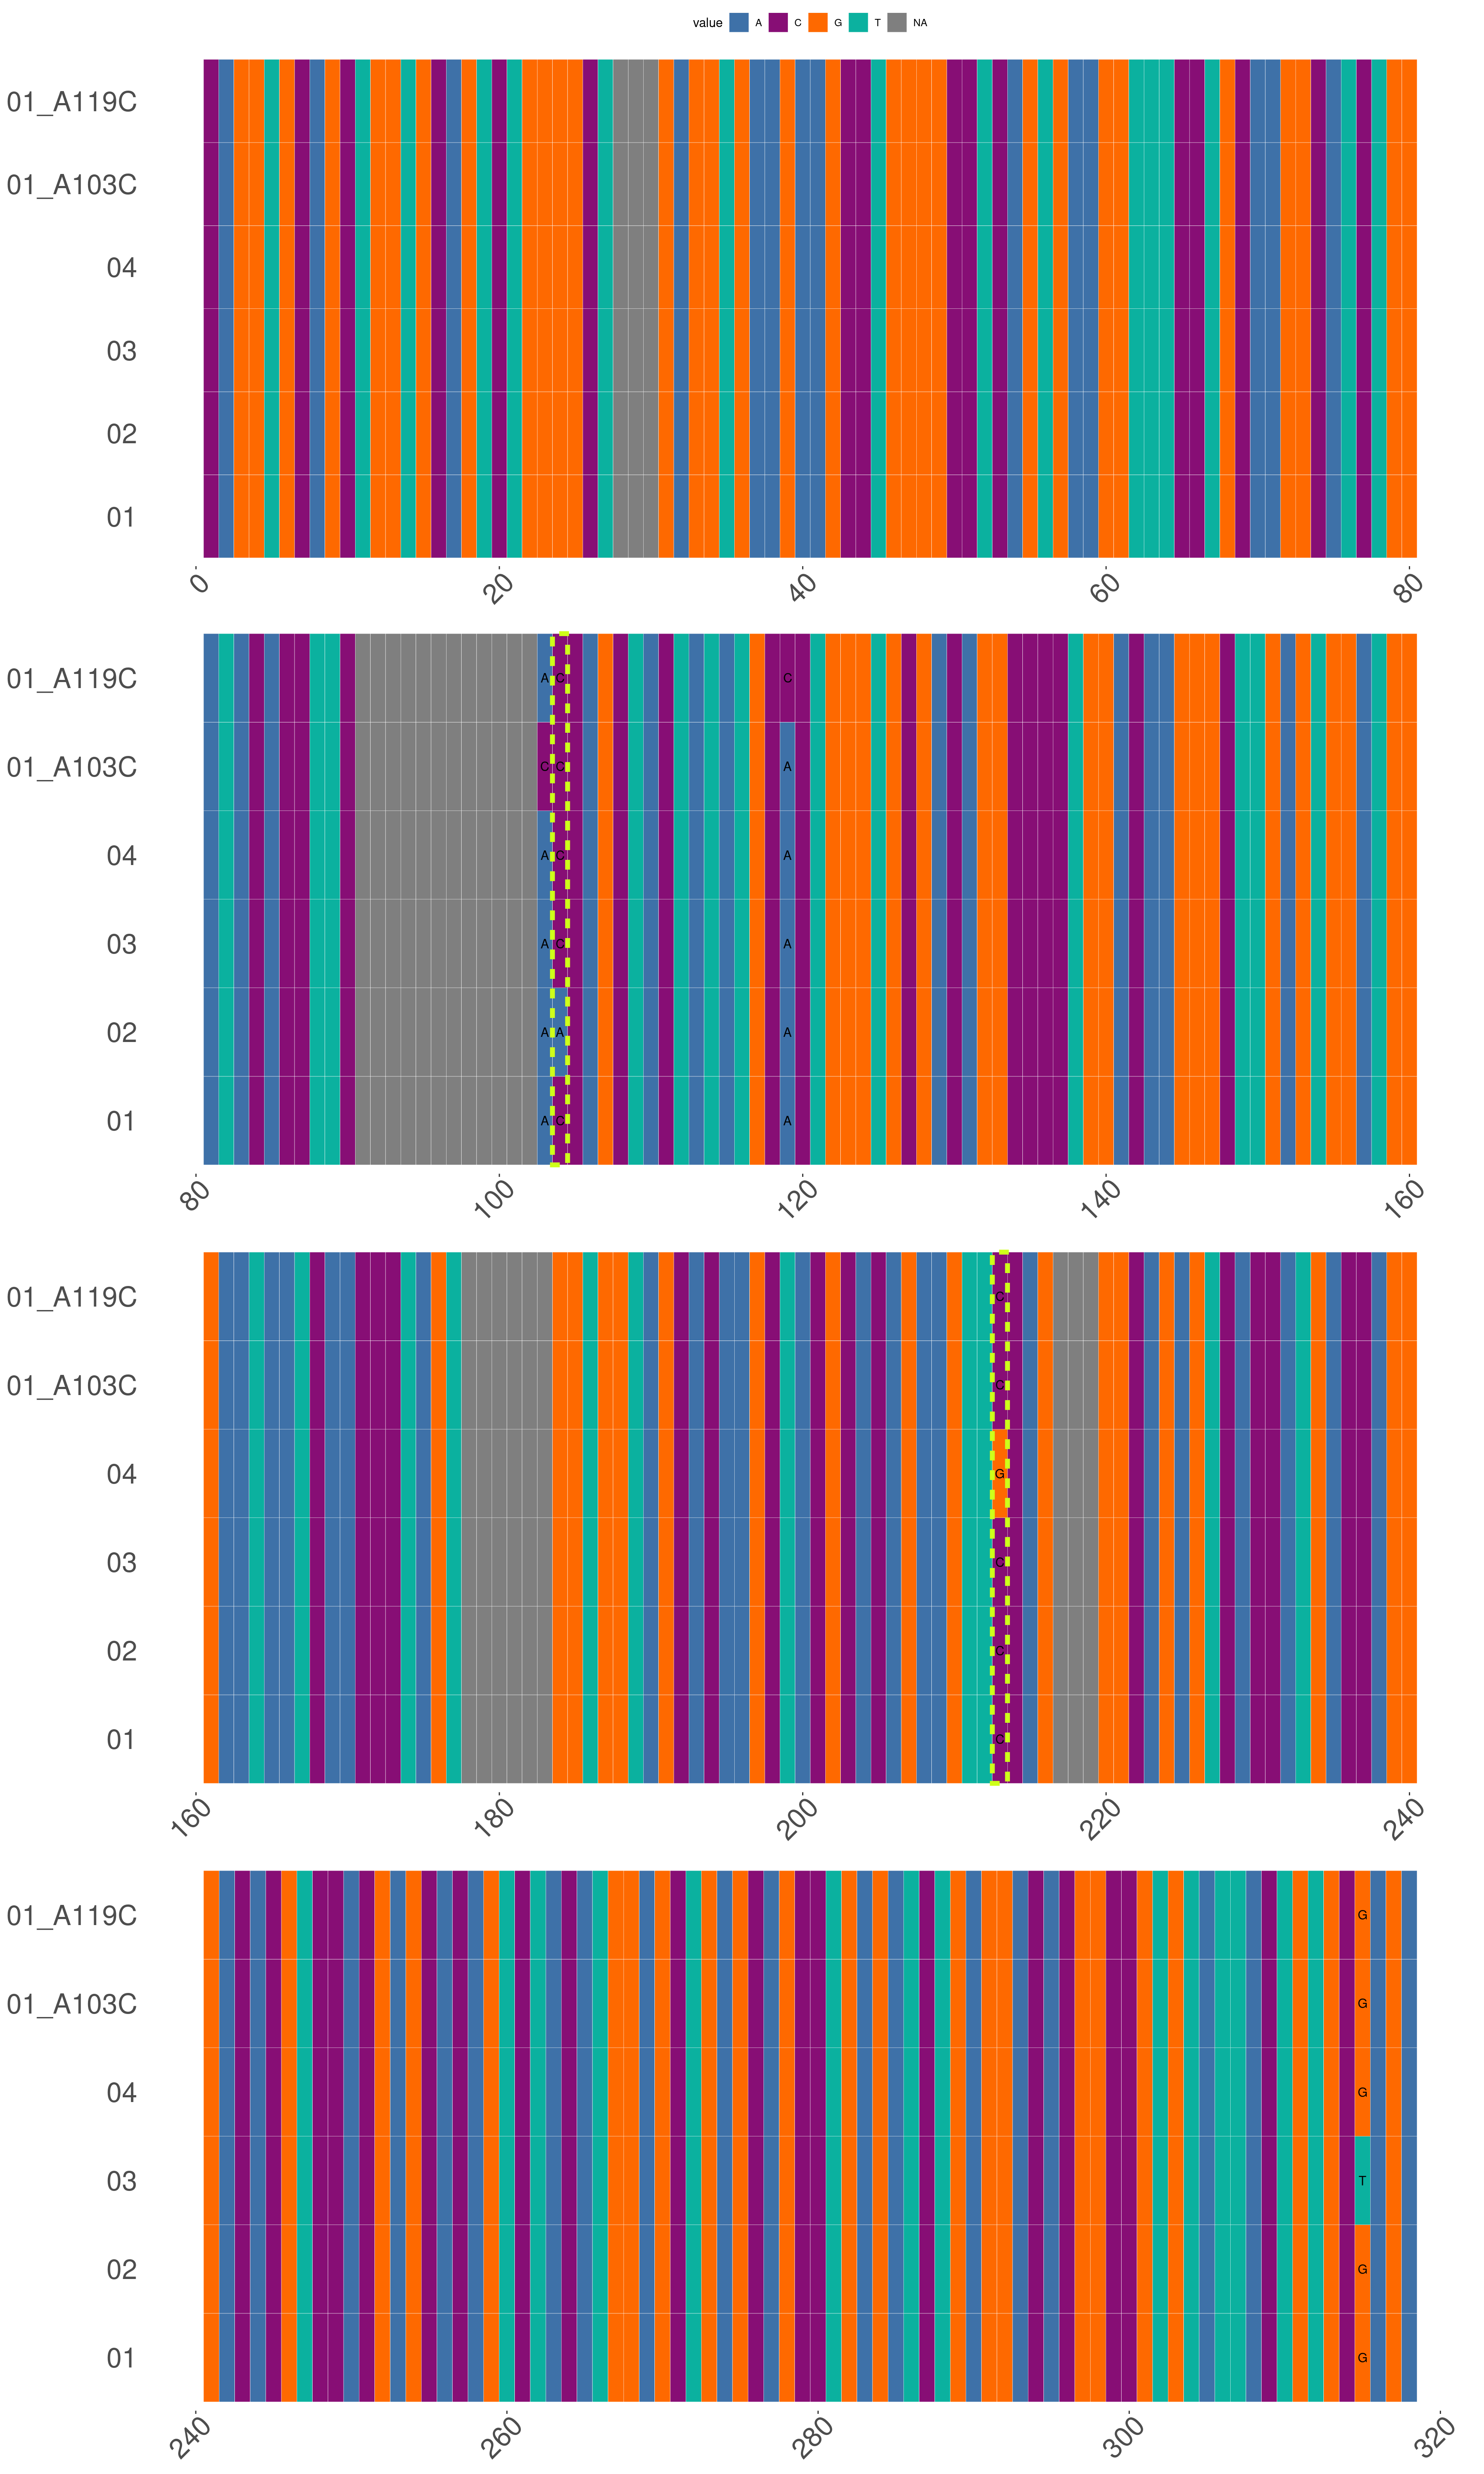 value A C G T NA
01_A119C
01_A103C
04
03
02
01
0 20 40 60 80
01_A119C A C C
01_A103C C C A
04 A C A
03 A C A
02 A A A
01 A C A
80 100 120 140 160
01_A119C C
01_A103C C
04 G
03 C
02 C
01 C
160 180 200 220 240
01_A119C G
01_A103C G
04 G
03 T
02 G
01 G
240 260 280 300 320